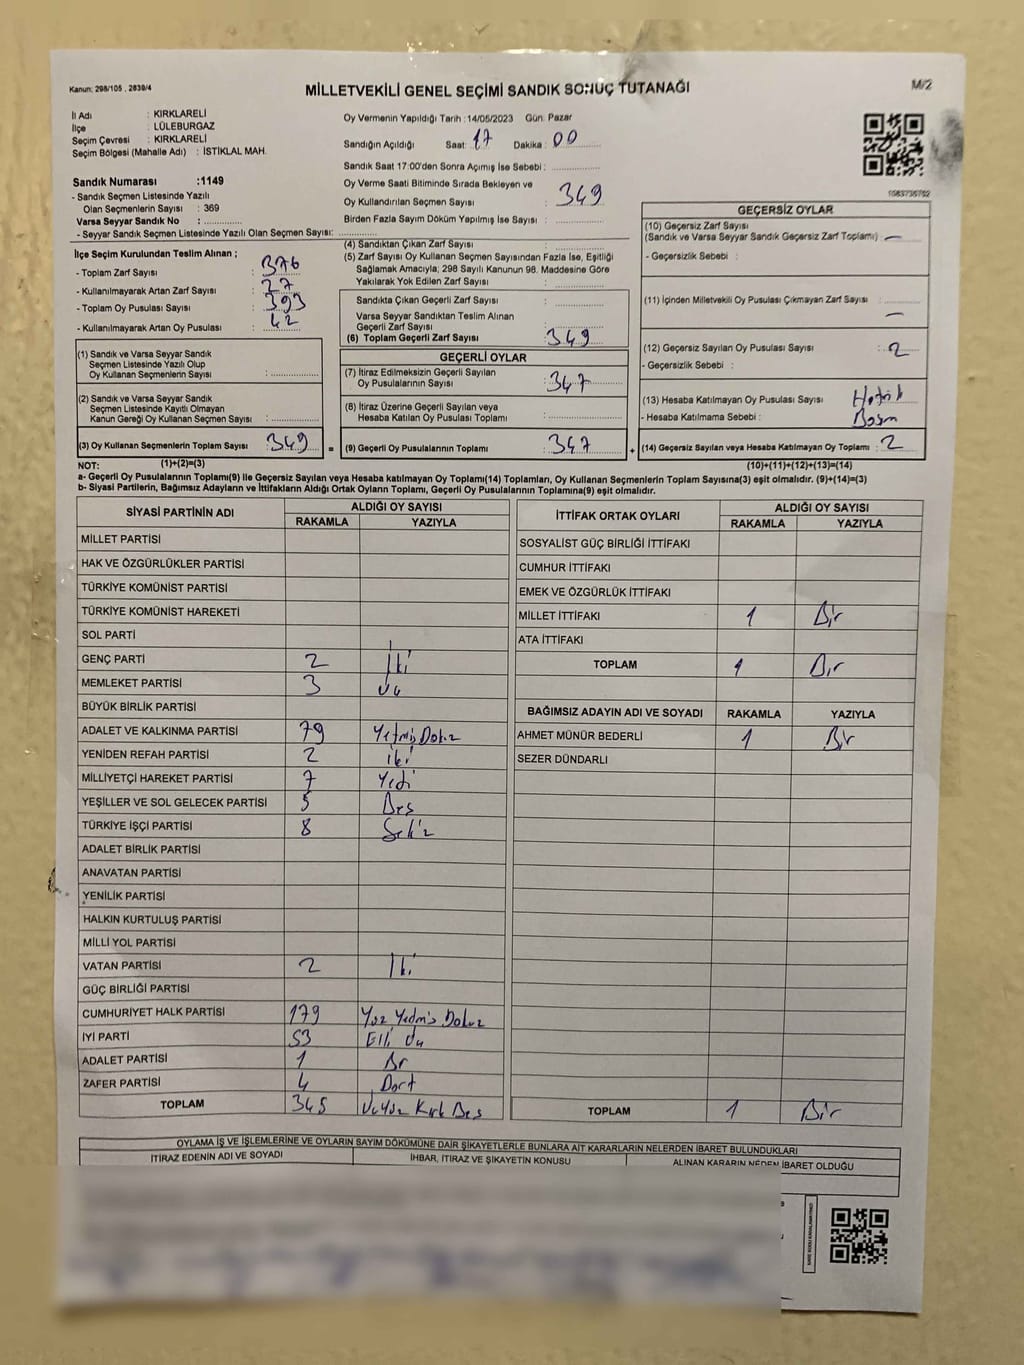 Kanun: 298/105 , 2839/4
MİLLETVEKİLİ GENEL SEÇİMİ SANDIK SONUÇ TUTANAĞI
M/2
İl Adı : KIRKLARELİ
İlçe : LÜLEBURGAZ
Seçim Çevresi : KIRKLARELİ
Seçim Bölgesi (Mahalle Adı) : İSTİKLAL MAH.
Sandık Numarası :1149
- Sandık Seçmen Listesinde Yazılı
Olan Seçmenlerin Sayısı : 369
Varsa Seyyar Sandık No :
- Seyyar Sandık Seçmen Listesinde Yazılı Olan Seçmen Sayısı:
İlçe Seçim Kurulundan Teslim Alınan ;
- Toplam Zarf Sayısı : 376
- Kullanılmayarak Artan Zarf Sayısı : 27
- Toplam Oy Pusulası Sayısı : 393
- Kullanılmayarak Artan Oy Pusulası : 42
(1) Sandık ve Varsa Seyyar Sandık
Seçmen Listesinde Yazılı Olup
Oy Kullanan Seçmenlerin Sayısı :
(2) Sandık ve Varsa Seyyar Sandık
Seçmen Listesinde Kayıtlı Olmayan
Kanun Gereği Oy Kullanan Seçmen Sayısı :
(3) Oy Kullanan Seçmenlerin Toplam Sayısı : 349 =
(1)+(2)=(3)
Oy Vermenin Yapıldığı Tarih :14/05/2023 Gün: Pazar
Sandığın Açıldığı Saat: 17 Dakika: 00
Sandık Saat 17:00'den Sonra Açılmış İse Sebebi :
Oy Verme Saati Bitiminde Sırada Bekleyen ve
Oy Kullandırılan Seçmen Sayısı : 349
Birden Fazla Sayım Döküm Yapılmış İse Sayısı :
(4) Sandıktan Çıkan Zarf Sayısı :
(5) Zarf Sayısı Oy Kullanan Seçmen Sayısından Fazla İse, Eşitliği
Sağlamak Amacıyla, 298 Sayılı Kanunun 98. Maddesine Göre
Yakılarak Yok Edilen Zarf Sayısı :
Sandıkta Çıkan Geçerli Zarf Sayısı :
Varsa Seyyar Sandıktan Teslim Alınan
Geçerli Zarf Sayısı :
(6) Toplam Geçerli Zarf Sayısı : 349
GEÇERLİ OYLAR
(7) İtiraz Edilmeksizin Geçerli Sayılan
Oy Pusulalarının Sayısı : 347
(8) İtiraz Üzerine Geçerli Sayılan veya
Hesaba Katılan Oy Pusulası Toplamı :
(9) Geçerli Oy Pusulalarının Toplamı : 347 +
1083736762
GEÇERSİZ OYLAR
(10) Geçersiz Zarf Sayısı
(Sandık ve Varsa Seyyar Sandık Geçersiz Zarf Toplamı) : —
- Geçersizlik Sebebi :
(11) İçinden Milletvekili Oy Pusulası Çıkmayan Zarf Sayısı : —
(12) Geçersiz Sayılan Oy Pusulası Sayısı : 2
- Geçersizlik Sebebi :
(13) Hesaba Katılmayan Oy Pusulası Sayısı :
- Hesaba Katılmama Sebebi :
(14) Geçersiz Sayılan veya Hesaba Katılmayan Oy Toplamı : 2
(10)+(11)+(12)+(13)=(14)
NOT:
a- Geçerli Oy Pusulalarının Toplamı(9) ile Geçersiz Sayılan veya Hesaba katılmayan Oy Toplamı(14) Toplamları, Oy Kullanan Seçmenlerin Toplam Sayısına(3) eşit olmalıdır. (9)+(14)=(3)
b- Siyasi Partilerin, Bağımsız Adayların ve İttifakların Aldığı Ortak Oyların Toplamı, Geçerli Oy Pusulalarının Toplamına(9) eşit olmalıdır.
SİYASİ PARTİNİN ADI ALDIĞI OY SAYISI
RAKAMLA YAZIYLA
MİLLET PARTİSİ
HAK VE ÖZGÜRLÜKLER PARTİSİ
TÜRKİYE KOMÜNİST PARTİSİ
TÜRKİYE KOMÜNİST HAREKETİ
SOL PARTİ
GENÇ PARTİ 2 İki
MEMLEKET PARTİSİ 3 Üç
BÜYÜK BİRLİK PARTİSİ
ADALET VE KALKINMA PARTİSİ 79 Yetmiş Dokuz
YENİDEN REFAH PARTİSİ 2 iki
MİLLİYETÇİ HAREKET PARTİSİ 7 Yedi
YEŞİLLER VE SOL GELECEK PARTİSİ 5 Beş
TÜRKİYE İŞÇİ PARTİSİ 8 Sekiz
ADALET BİRLİK PARTİSİ
ANAVATAN PARTİSİ
YENİLİK PARTİSİ
HALKIN KURTULUŞ PARTİSİ
MİLLİ YOL PARTİSİ
VATAN PARTİSİ 2 İki
GÜÇ BİRLİĞİ PARTİSİ
CUMHURİYET HALK PARTİSİ 179 Yüz Yetmiş Dokuz
İYİ PARTİ 53 Elli Üç
ADALET PARTİSİ 1 Bir
ZAFER PARTİSİ 4 Dört
TOPLAM 345 Üçyüz Kırk Beş
İTTİFAK ORTAK OYLARI ALDIĞI OY SAYISI
RAKAMLA YAZIYLA
SOSYALİST GÜÇ BİRLİĞİ İTTİFAKI
CUMHUR İTTİFAKI
EMEK VE ÖZGÜRLÜK İTTİFAKI
MİLLET İTTİFAKI 1 Bir
ATA İTTİFAKI
TOPLAM 1 Bir
BAĞIMSIZ ADAYIN ADI VE SOYADI RAKAMLA YAZIYLA
AHMET MÜNÜR BEDERLİ 1 Bir
SEZER DÜNDARLI
TOPLAM 1 Bir
OYLAMA İŞ VE İŞLEMLERİNE VE OYLARIN SAYIM DÖKÜMÜNE DAİR ŞİKAYETLERLE BUNLARA AİT KARARLARIN NELERDEN İBARET BULUNDUKLARI
İTİRAZ EDENİN ADI VE SOYADI İHBAR, İTİRAZ VE ŞİKAYETİN KONUSU ALINAN KARARIN NEDEN İBARET OLDUĞU